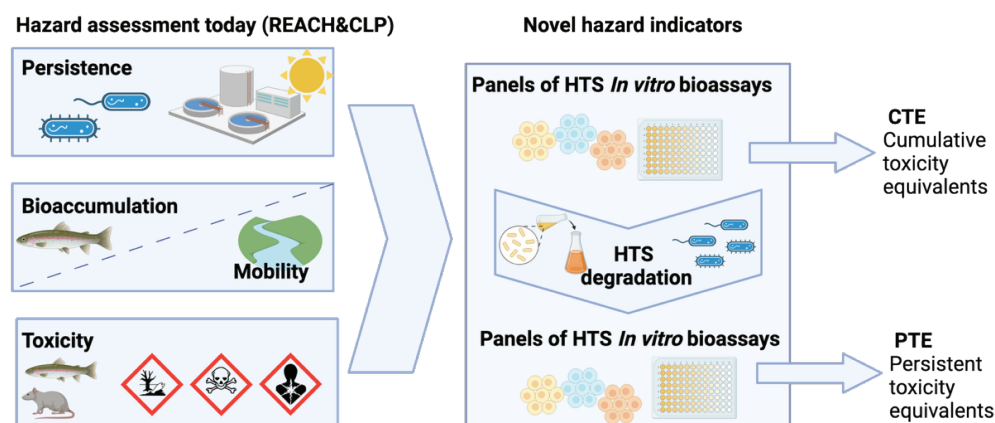 Hazard assessment today (REACH&CLP)
Persistence
Bioaccumulation
Mobility
Toxicity
Novel hazard indicators
Panels of HTS In vitro bioassays
HTS
degradation
Panels of HTS In vitro bioassays
CTE
Cumulative
toxicity
equivalents
PTE
Persistent
toxicity
equivalents